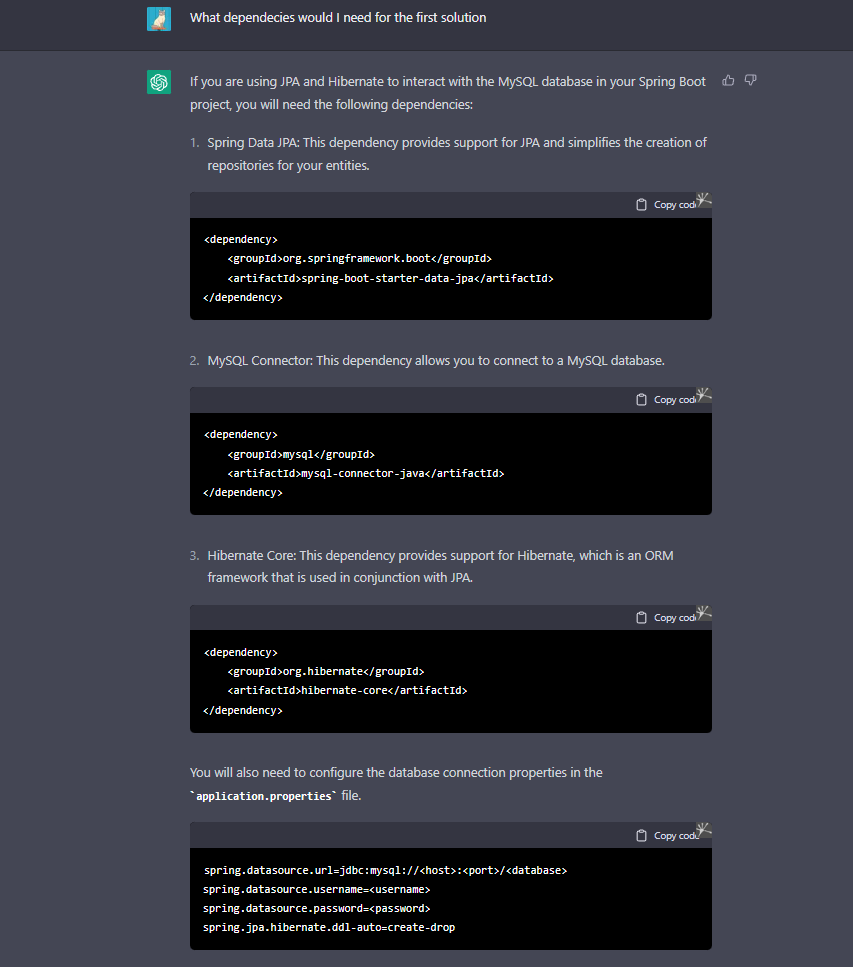 What dependecies would I need for the first solution
If you are using JPA and Hibernate to interact with the MySQL database in your Spring Boot
project, you will need the following dependencies:
1. Spring Data JPA: This dependency provides support for JPA and simplifies the creation of
repositories for your entities.
Copy code
<dependency>
    <groupId>org.springframework.boot</groupId>
    <artifactId>spring-boot-starter-data-jpa</artifactId>
</dependency>
2. MySQL Connector: This dependency allows you to connect to a MySQL database.
Copy code
<dependency>
    <groupId>mysql</groupId>
    <artifactId>mysql-connector-java</artifactId>
</dependency>
3. Hibernate Core: This dependency provides support for Hibernate, which is an ORM
framework that is used in conjunction with JPA.
Copy code
<dependency>
    <groupId>org.hibernate</groupId>
    <artifactId>hibernate-core</artifactId>
</dependency>
You will also need to configure the database connection properties in the
`application.properties` file.
Copy code
spring.datasource.url=jdbc:mysql://<host>:<port>/<database>
spring.datasource.username=<username>
spring.datasource.password=<password>
spring.jpa.hibernate.ddl-auto=create-drop